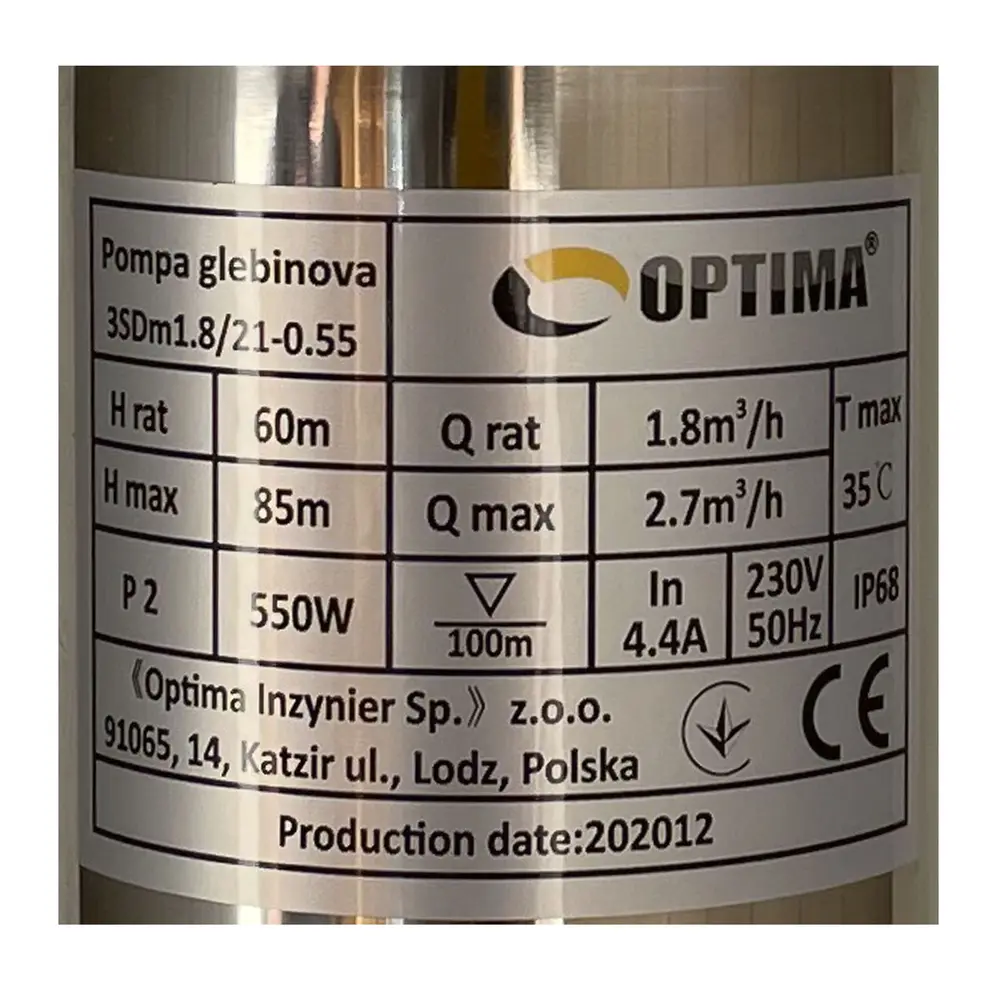 Pompa glebinova
3SDm1.8/21-0.55
OPTIMA®
H rat
60m
Q rat
1.8m³/h
T max
35℃
H max
85m
Q max
2.7m³/h
P 2
550W
100m
In
4.4A
230V
50Hz
IP68
《Optima Inzynier Sp.》 z.o.o.
91065, 14, Katzir ul., Lodz, Polska
CE
Production date:202012